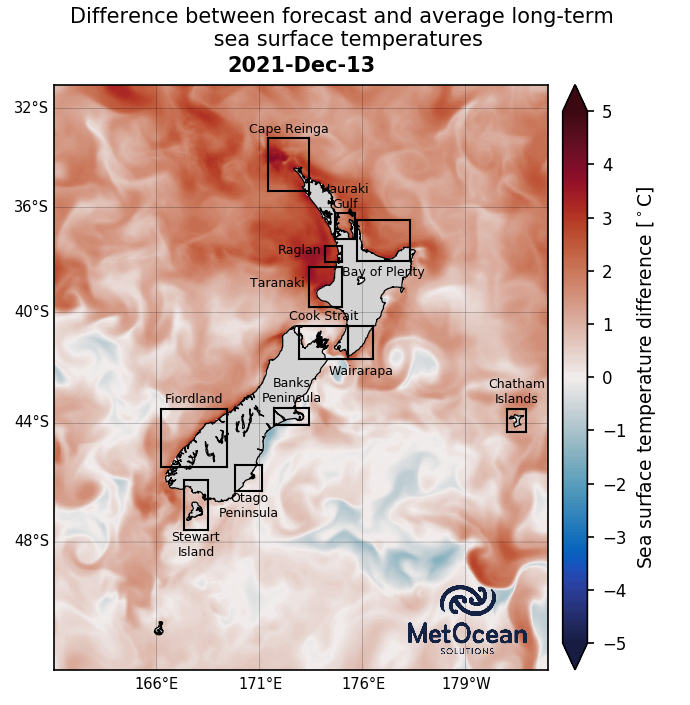 Difference between forecast and average long-term
sea surface temperatures
2021-Dec-13
32°S
36°S
40°S
44°S
48°S
166°E
171°E
176°E
179°W
Cape Reinga
Hauraki
Gulf
Raglan
Bay of Plenty
Taranaki
Cook Strait
Wairarapa
Banks
Peninsula
Fiordland
Chatham
Islands
Otago
Peninsula
Stewart
Island
MetOcean
SOLUTIONS
5
4
3
2
1
0
−1
−2
−3
−4
−5
Sea surface temperature difference [°C]